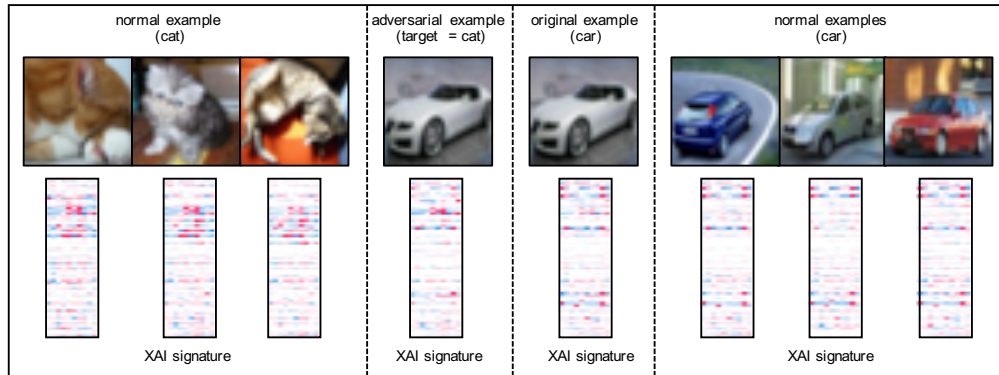 normal example
(cat)
adversarial example
(target = cat)
original example
(car)
normal examples
(car)
XAI signature
XAI signature
XAI signature
XAI signature